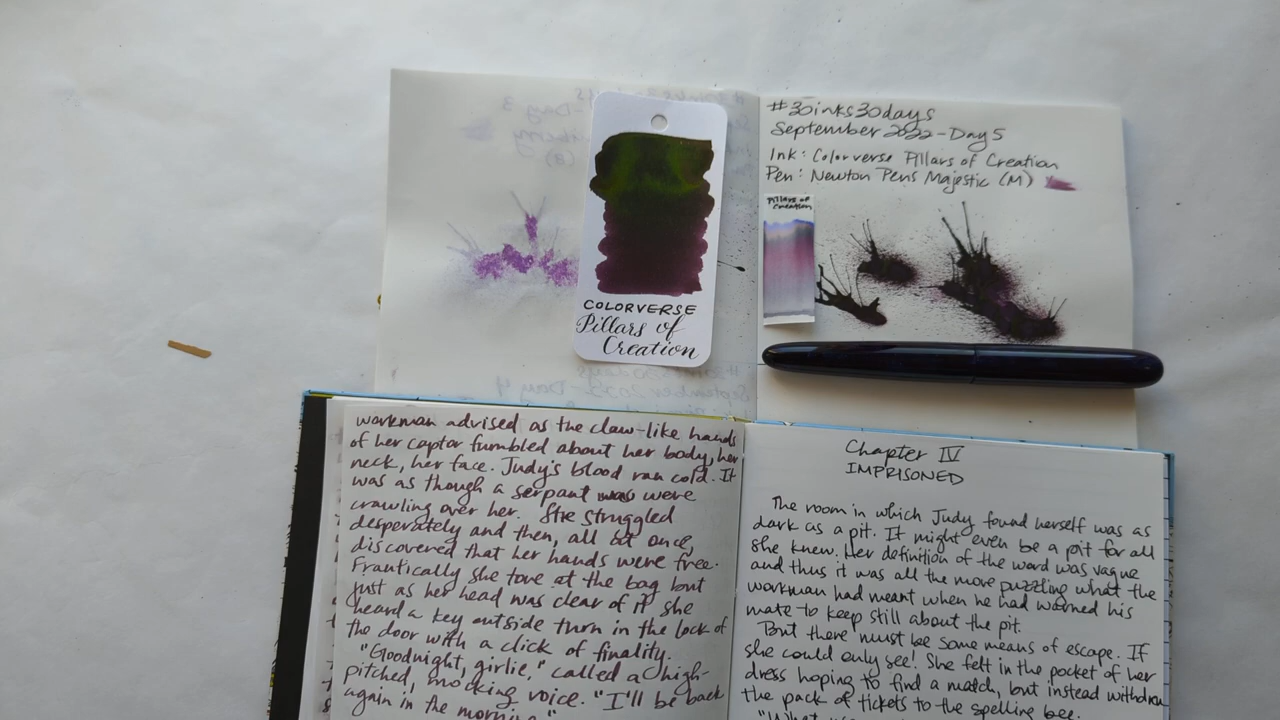 #30inks30days
September 2022-Day 5
Ink: Colorverse Pillars of Creation
Pen: Newton Pens Majestic (M)
Pillars of
Creation
COLORVERSE
Pillars of
Creation
Day 3
(B)
September 2022-Day 4
workman advised as the claw-like hands
of her captor fumbled about her body, her
neck, her face. Judy's blood ran cold. It
was as though a serpant were
crawling over her. She struggled
desperately and then, all at once,
discovered that her hands were free.
Frantically she tore at the bag but
just as her head was clear of it she
heard a key outside turn in the lock of
the door with a click of finality.
"Goodnight, girlie," called a high-
pitched, mocking voice. "I'll be back
again in the morning."
Chapter IV
IMPRISONED
The room in which Judy found herself was as
dark as a pit. It might even be a pit for all
she knew. Her definition of the word was vague
and thus it was all the more puzzling what the
workman had meant when he had warned his
mate to keep still about the pit.
But there must be some means of escape. If
she could only see! She felt in the pocket of her
dress hoping to find a match, but instead withdrew
the pack of tickets to the spelling bee.
"What